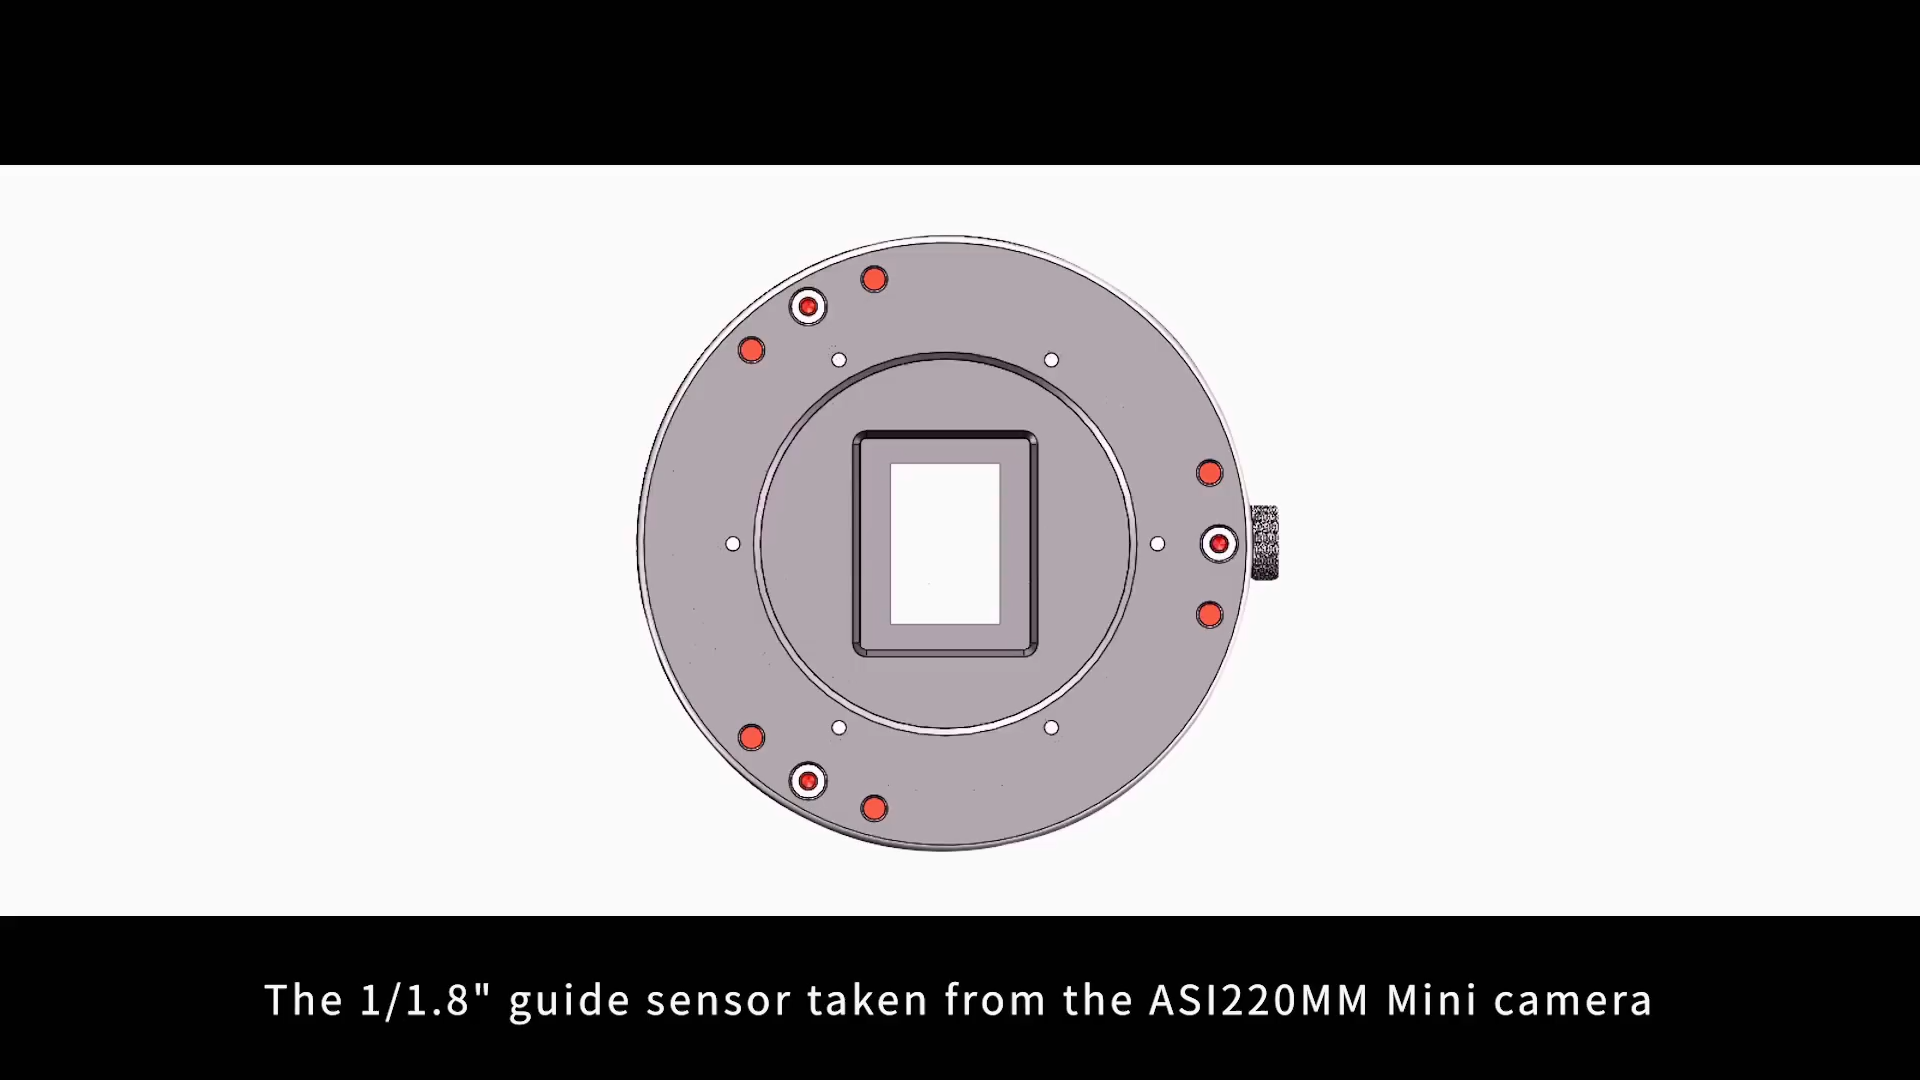 The 1/1.8" guide sensor taken from the ASI220MM Mini camera